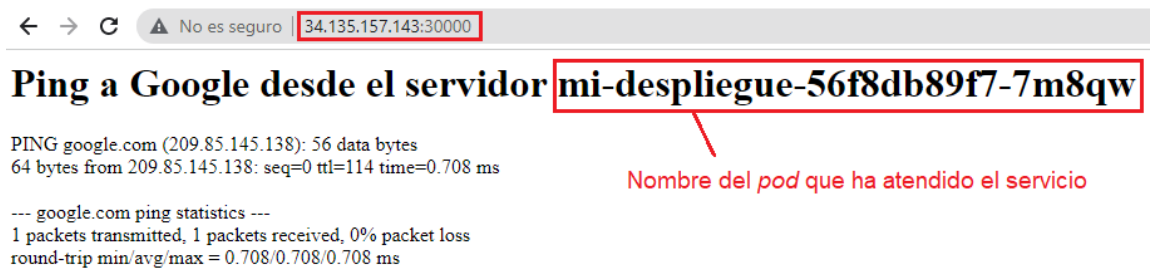 No es seguro | 34.135.157.143:30000
Ping a Google desde el servidor mi-despliegue-56f8db89f7-7m8qw
PING google.com (209.85.145.138): 56 data bytes
64 bytes from 209.85.145.138: seq=0 ttl=114 time=0.708 ms
Nombre del pod que ha atendido el servicio
--- google.com ping statistics ---
1 packets transmitted, 1 packets received, 0% packet loss
round-trip min/avg/max = 0.708/0.708/0.708 ms